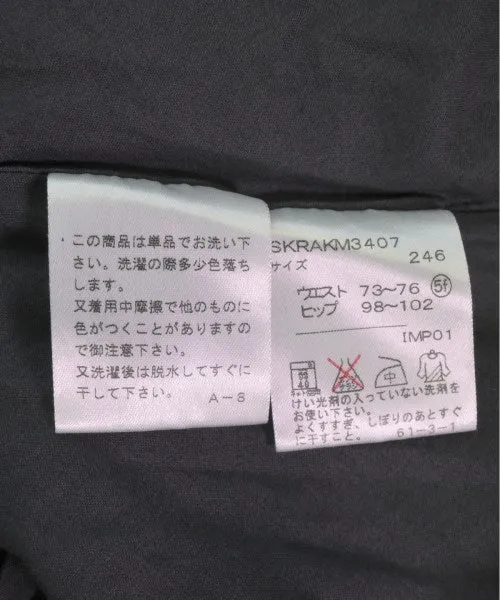 この商品は単品でお洗い下
さい。洗濯の際多少色落ち
します。
又着用中摩擦で他のものに
色がつくことがありますの
で御注意下さい。
又洗濯後は脱水してすぐに
干して下さい。
A-8
SKRAKM3407
246
サイズ
ウエスト 73〜76 5f
ヒップ 98〜102
IMP01
40
中
けい光剤の入っていない洗剤を
お使い下さい。
よくすすぎ、しぼりのあとすぐ
に干すこと。 61-3-1